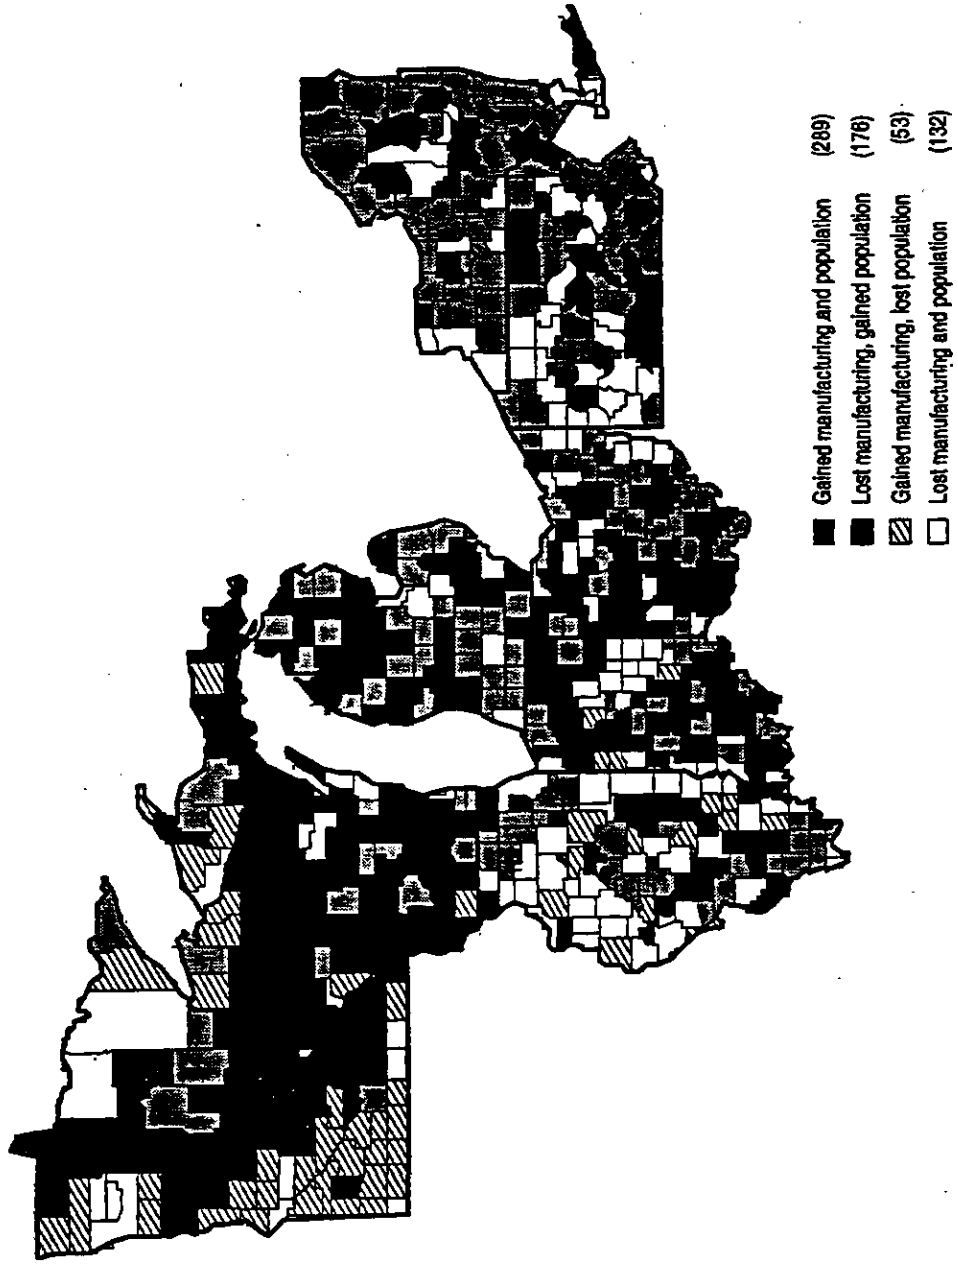 Gained manufacturing and population (289)
Lost manufacturing, gained population (176)
Gained manufacturing, lost population (53)
Lost manufacturing and population (132)